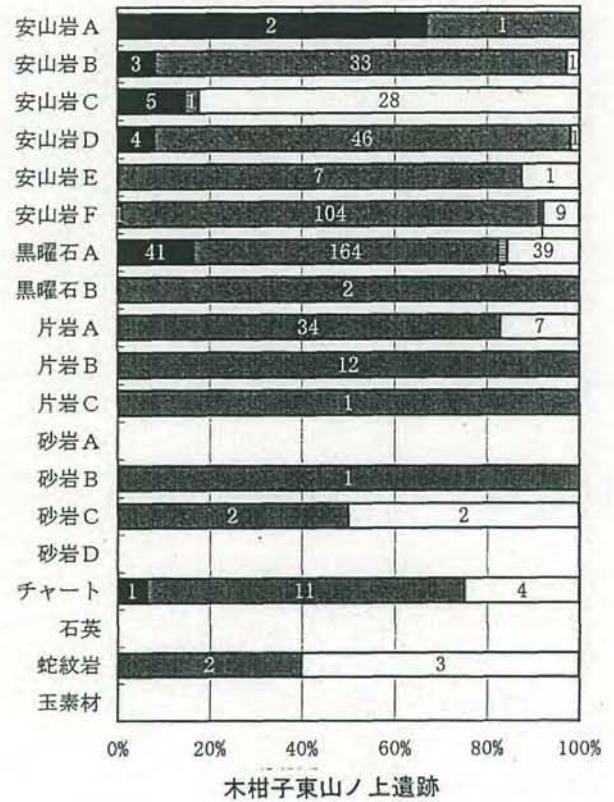 安山岩A 2 1
安山岩B 3 33 1
安山岩C 5 1 28
安山岩D 4 46 1
安山岩E 7 1
安山岩F 1 104 9
1
黒曜石A 41 164 39
5
黒曜石B 2
片岩A 34 7
片岩B 12
片岩C 1
砂岩A
砂岩B 1
砂岩C 2 2
砂岩D
チャート 1 11 4
石英
蛇紋岩 2 3
玉素材
0% 20% 40% 60% 80% 100%
木柑子東山ノ上遺跡